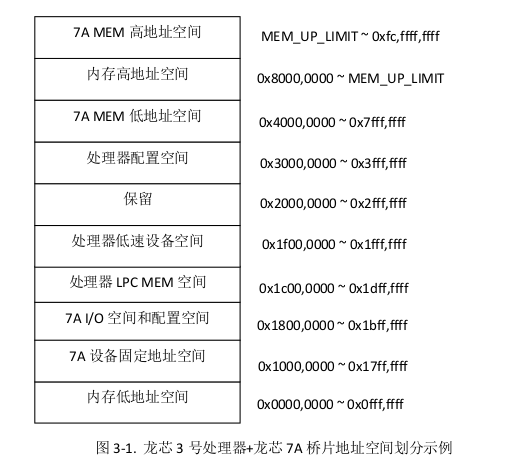 7A MEM 高地址空间 MEM_UP_LIMIT ~ 0xfc,ffff,ffff
内存高地址空间 0x8000,0000 ~ MEM_UP_LIMIT
7A MEM 低地址空间 0x4000,0000 ~ 0x7fff,ffff
处理器配置空间 0x3000,0000 ~ 0x3fff,ffff
保留 0x2000,0000 ~ 0x2fff,ffff
处理器低速设备空间 0x1f00,0000 ~ 0x1fff,ffff
处理器 LPC MEM 空间 0x1c00,0000 ~ 0x1dff,ffff
7A I/O 空间和配置空间 0x1800,0000 ~ 0x1bff,ffff
7A 设备固定地址空间 0x1000,0000 ~ 0x17ff,ffff
内存低地址空间 0x0000,0000 ~ 0x0fff,ffff
图 3-1. 龙芯 3 号处理器+龙芯 7A 桥片地址空间划分示例